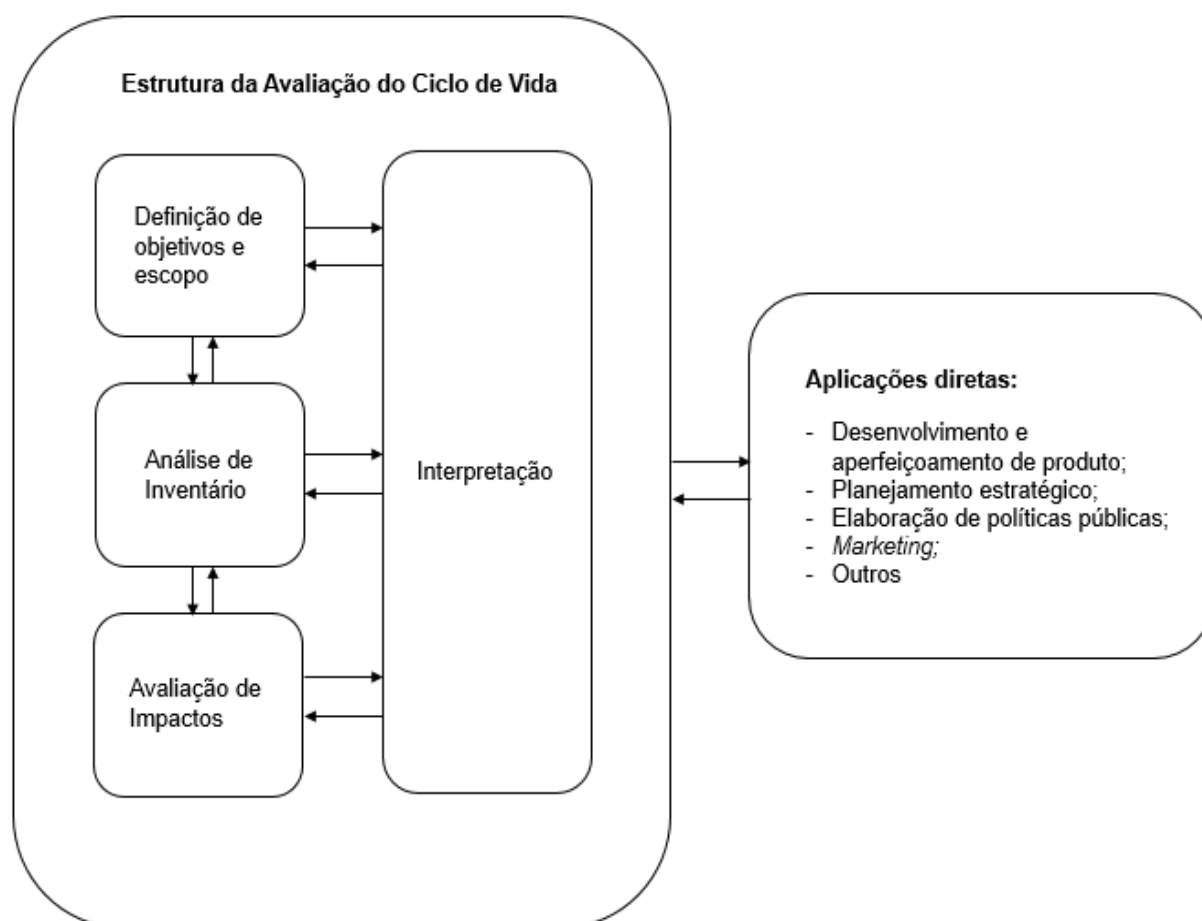 Estrutura da Avaliação do Ciclo de Vida
Definição de
objetivos e
escopo
Análise de
Inventário
Avaliação de
Impactos
Interpretação
Aplicações diretas:
- Desenvolvimento e
aperfeiçoamento de produto;
- Planejamento estratégico;
- Elaboração de políticas públicas;
- Marketing;
- Outros